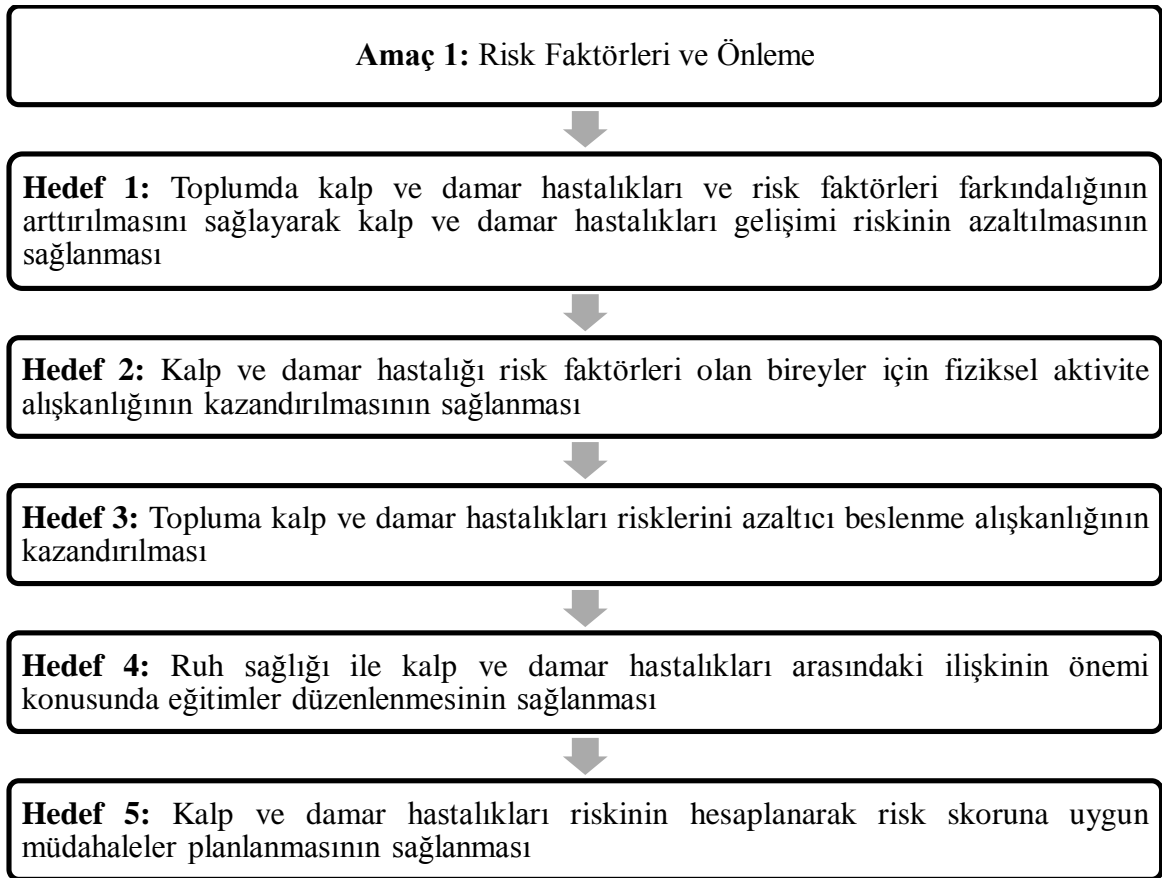 Amaç 1: Risk Faktörleri ve Önleme
Hedef 1: Toplumda kalp ve damar hastalıkları ve risk faktörleri farkındalığının
arttırılmasını sağlayarak kalp ve damar hastalıkları gelişimi riskinin azaltılmasının
sağlanması
Hedef 2: Kalp ve damar hastalığı risk faktörleri olan bireyler için fiziksel aktivite
alışkanlığının kazandırılmasının sağlanması
Hedef 3: Topluma kalp ve damar hastalıkları risklerini azaltıcı beslenme alışkanlığının
kazandırılması
Hedef 4: Ruh sağlığı ile kalp ve damar hastalıkları arasındaki ilişkinin önemi
konusunda eğitimler düzenlenmesinin sağlanması
Hedef 5: Kalp ve damar hastalıkları riskinin hesaplanarak risk skoruna uygun
müdahaleler planlanmasının sağlanması